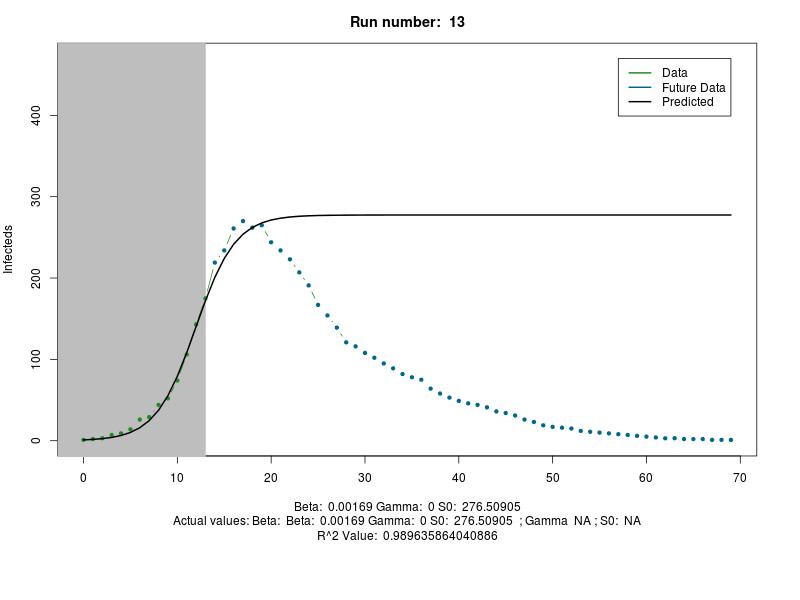 Run number:  13
Data
Future Data
Predicted
Infecteds
400
300
200
100
0
0 10 20 30 40 50 60 70
Beta:  0.00169 Gamma:  0 S0:  276.50905
Actual values: Beta:  Beta:  0.00169 Gamma:  0 S0:  276.50905  ; Gamma  NA ; S0:  NA
R^2 Value:  0.989635864040886